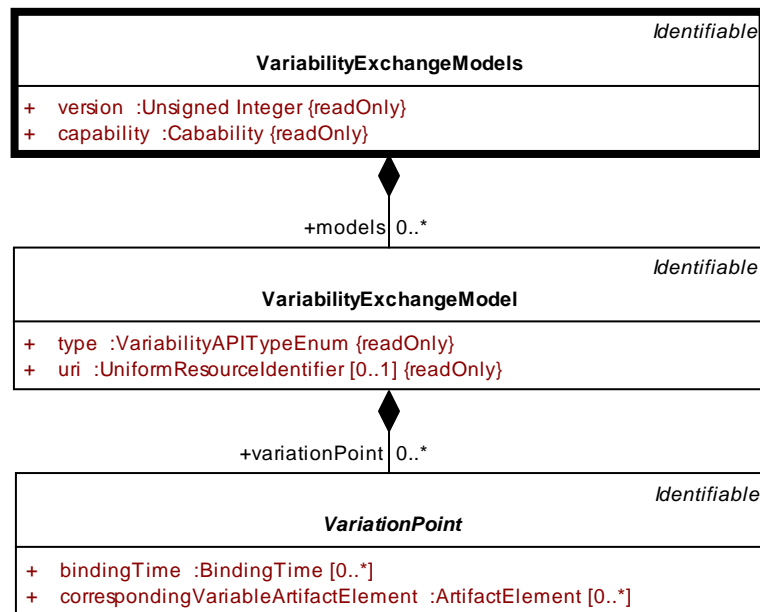 Identifiable
VariabilityExchangeModels
+ version :Unsigned Integer {readOnly}
+ capability :Cabability {readOnly}
+models 0..*
Identifiable
VariabilityExchangeModel
+ type :VariabilityAPITypeEnum {readOnly}
+ uri :UniformResourceIdentifier [0..1] {readOnly}
+variationPoint 0..*
Identifiable
VariationPoint
+ bindingTime :BindingTime [0..*]
+ correspondingVariableArtifactElement :ArtifactElement [0..*]